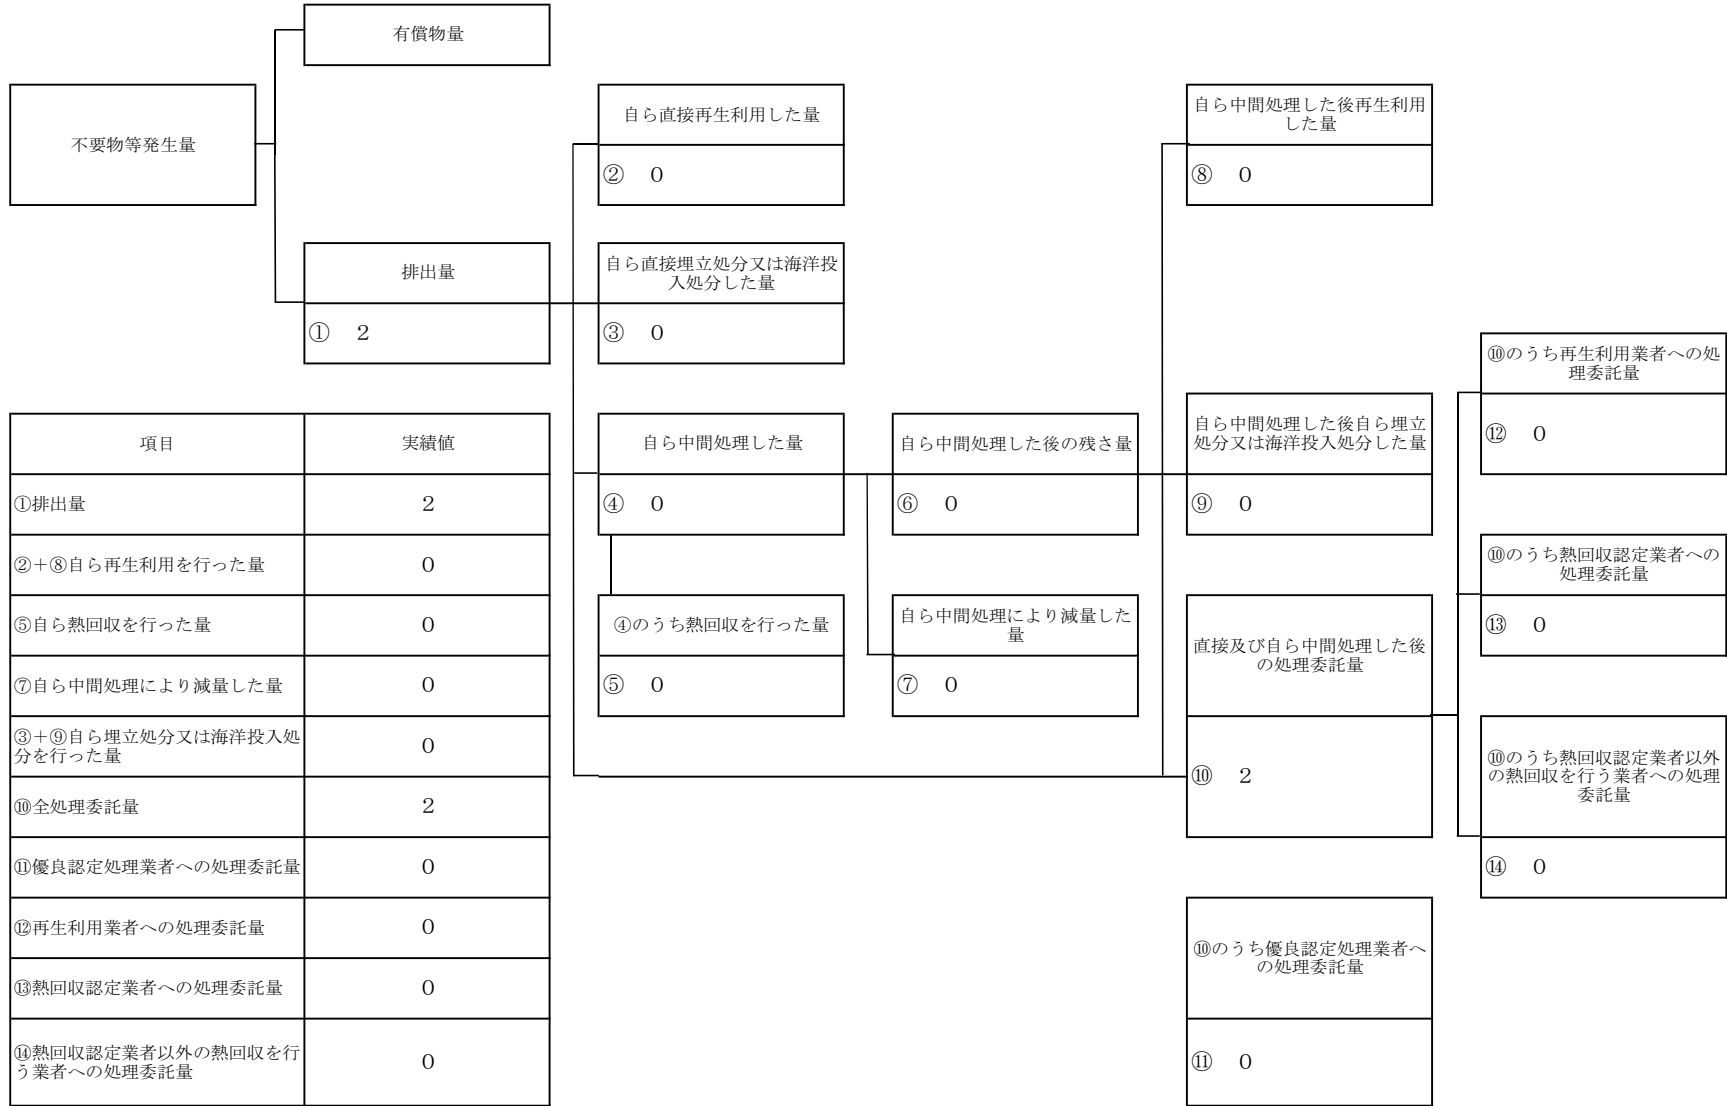 有償物量
不要物等発生量
自ら直接再生利用した量
② 0
自ら中間処理した後再生利用
した量
⑧ 0
排出量
① 2
自ら直接埋立処分又は海洋投
入処分した量
③ 0
⑩のうち再生利用業者への処
理委託量
⑫ 0
自ら中間処理した量
④ 0
自ら中間処理した後の残さ量
⑥ 0
自ら中間処理した後自ら埋立
処分又は海洋投入処分した量
⑨ 0
⑩のうち熱回収認定業者への
処理委託量
⑬ 0
④のうち熱回収を行った量
⑤ 0
自ら中間処理により減量した
量
⑦ 0
直接及び自ら中間処理した後
の処理委託量
⑩ 2
⑩のうち熱回収認定業者以外
の熱回収を行う業者への処理
委託量
⑭ 0
⑩のうち優良認定処理業者へ
の処理委託量
⑪ 0
項目 実績値
①排出量 2
②+⑧自ら再生利用を行った量 0
⑤自ら熱回収を行った量 0
⑦自ら中間処理により減量した量 0
③+⑨自ら埋立処分又は海洋投入処
分を行った量 0
⑩全処理委託量 2
⑪優良認定処理業者への処理委託量 0
⑫再生利用業者への処理委託量 0
⑬熱回収認定業者への処理委託量 0
⑭熱回収認定業者以外の熱回収を行
う業者への処理委託量 0